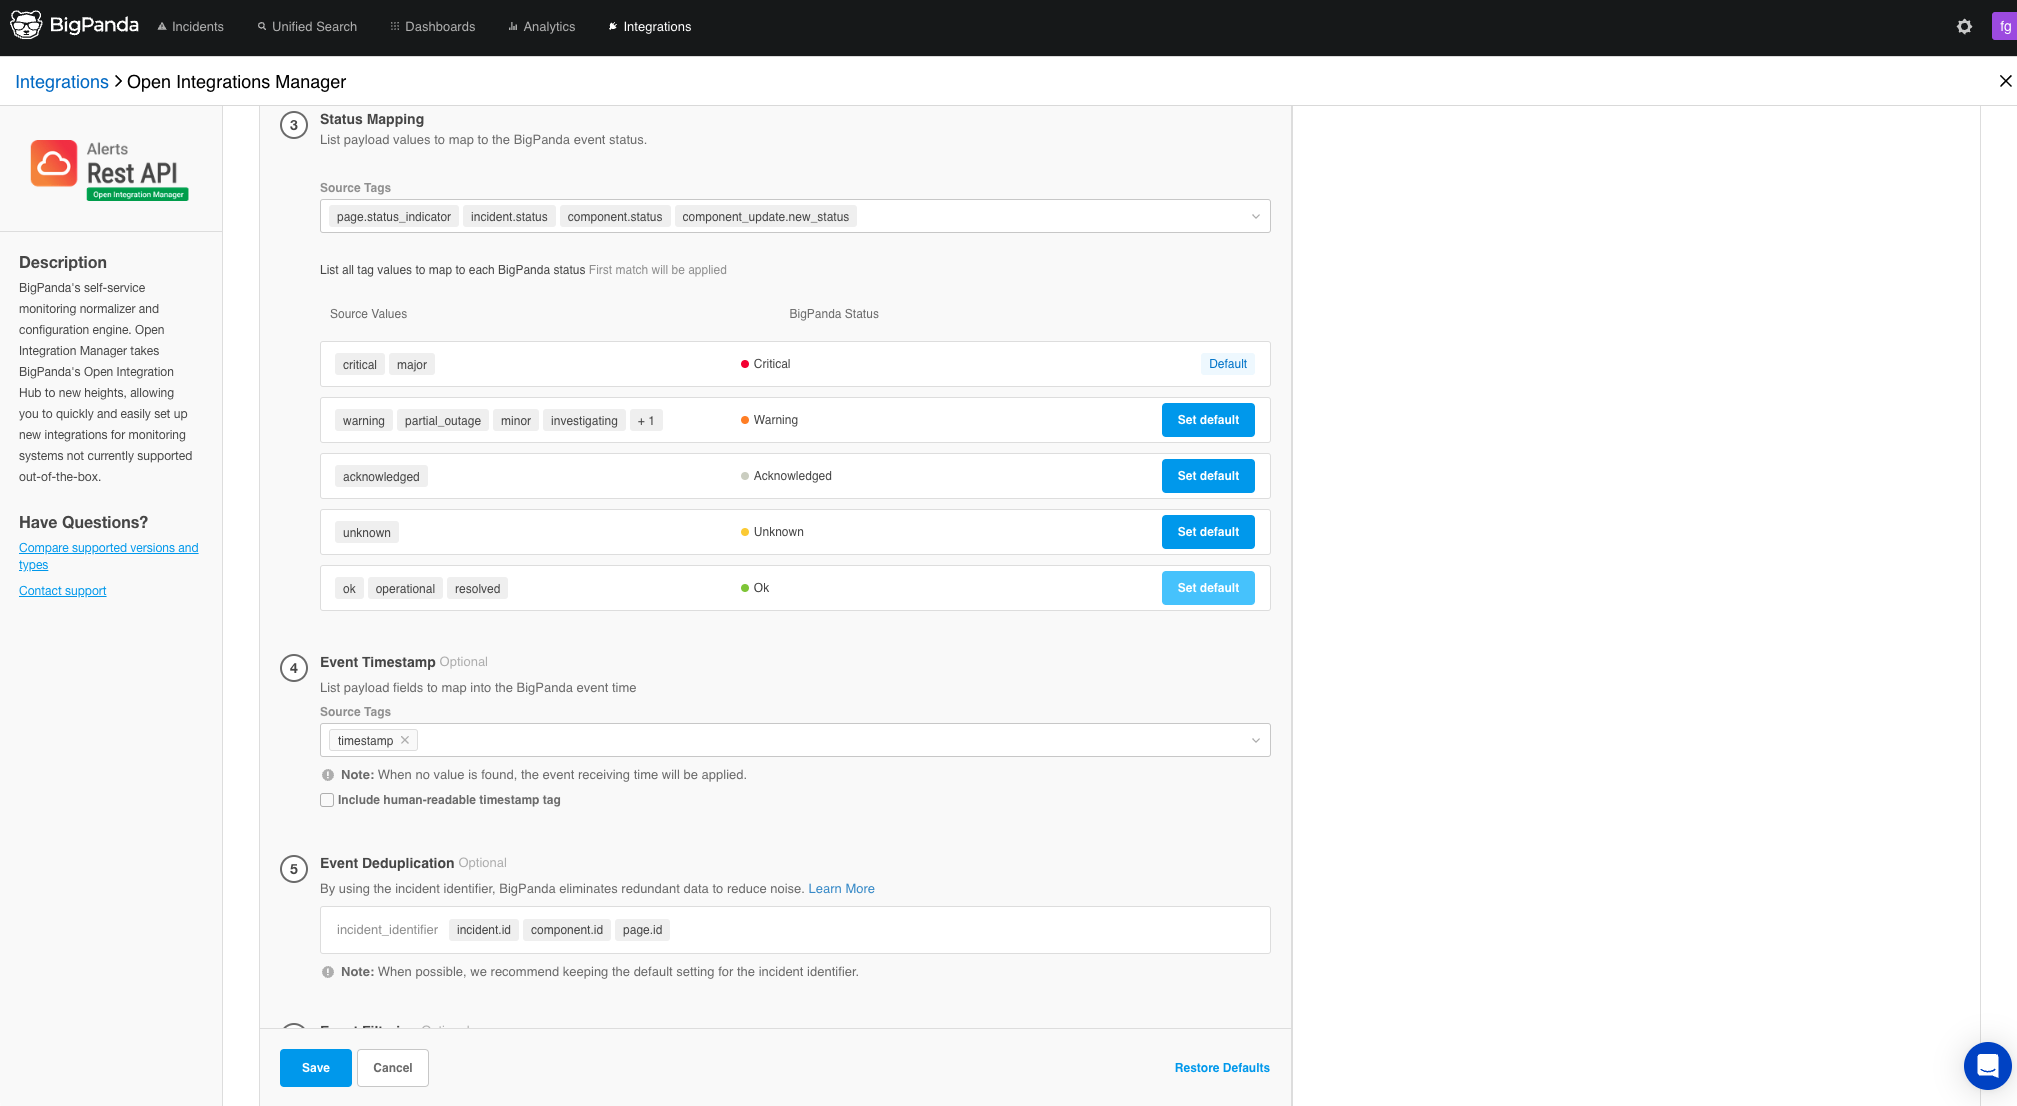 BigPanda Incidents Unified Search Dashboards Analytics Integrations fg
Integrations > Open Integrations Manager
Alerts
Rest API
Open Integration Manager
Description
BigPanda's self-service
monitoring normalizer and
configuration engine. Open
Integration Manager takes
BigPanda's Open Integration
Hub to new heights, allowing
you to quickly and easily set up
new integrations for monitoring
systems not currently supported
out-of-the-box.
Have Questions?
Compare supported versions and
types
Contact support
3 Status Mapping
List payload values to map to the BigPanda event status.
Source Tags
page.status_indicator incident.status component.status component_update.new_status
List all tag values to map to each BigPanda status First match will be applied
Source Values BigPanda Status
critical major Critical Default
warning partial_outage minor investigating + 1 Warning Set default
acknowledged Acknowledged Set default
unknown Unknown Set default
ok operational resolved Ok Set default
4 Event Timestamp Optional
List payload fields to map into the BigPanda event time
Source Tags
timestamp
Note: When no value is found, the event receiving time will be applied.
Include human-readable timestamp tag
5 Event Deduplication Optional
By using the incident identifier, BigPanda eliminates redundant data to reduce noise. Learn More
incident_identifier incident.id component.id page.id
Note: When possible, we recommend keeping the default setting for the incident identifier.
Event Filtering Optional
Save Cancel Restore Defaults